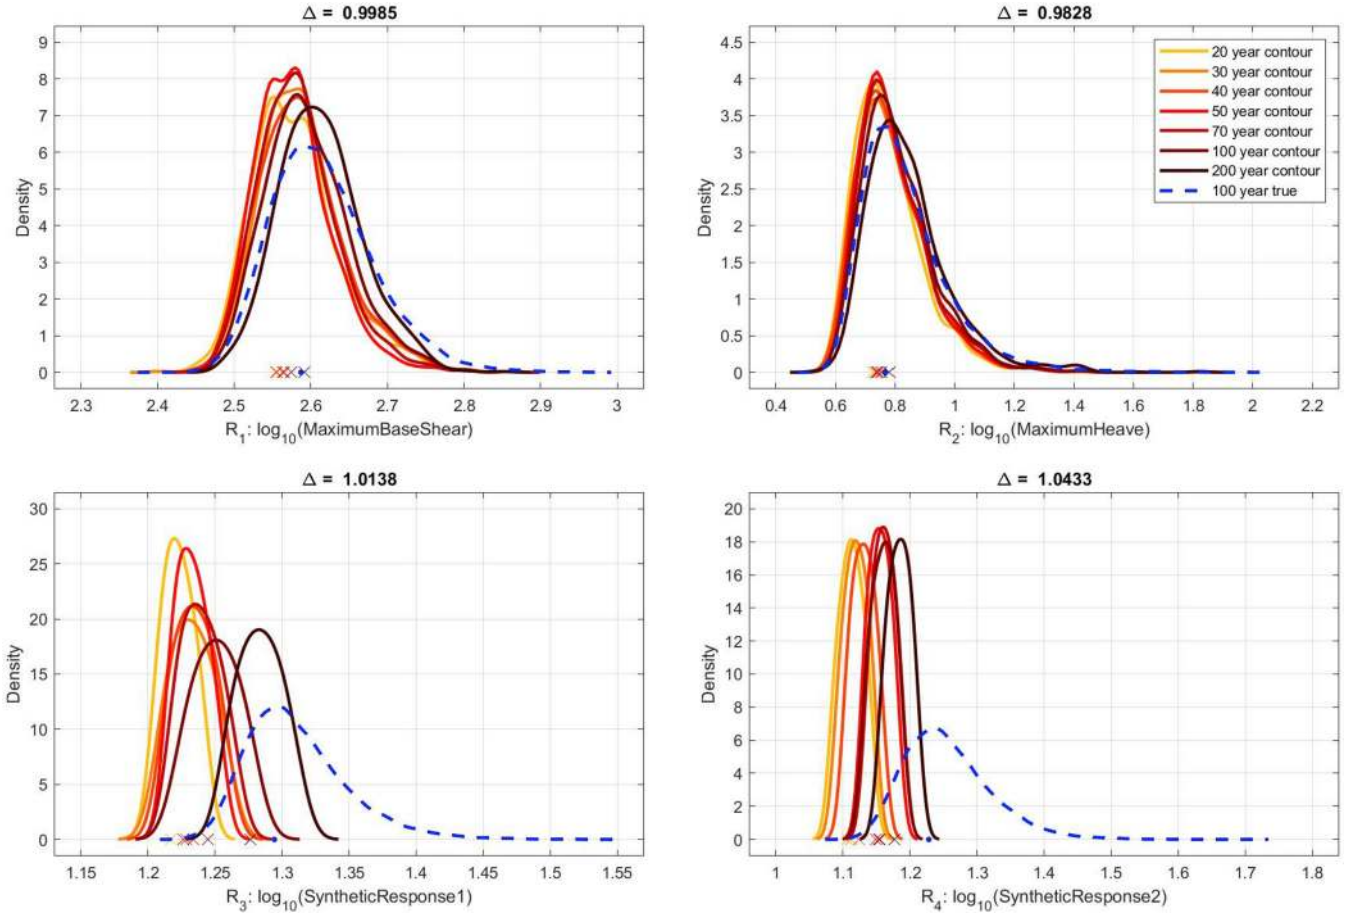 Δ = 0.9985
9
8
7
6
5
4
3
2
1
0
Density
2.3 2.4 2.5 2.6 2.7 2.8 2.9 3
R1: log10(MaximumBaseShear)
Δ = 0.9828
4.5
4
3.5
3
2.5
2
1.5
1
0.5
0
Density
20 year contour
30 year contour
40 year contour
50 year contour
70 year contour
100 year contour
200 year contour
100 year true
0.4 0.6 0.8 1 1.2 1.4 1.6 1.8 2 2.2
R2: log10(MaximumHeave)
Δ = 1.0138
30
25
20
15
10
5
0
Density
1.15 1.2 1.25 1.3 1.35 1.4 1.45 1.5 1.55
R3: log10(SyntheticResponse1)
Δ = 1.0433
20
18
16
14
12
10
8
6
4
2
0
Density
1 1.1 1.2 1.3 1.4 1.5 1.6 1.7 1.8
R4: log10(SyntheticResponse2)